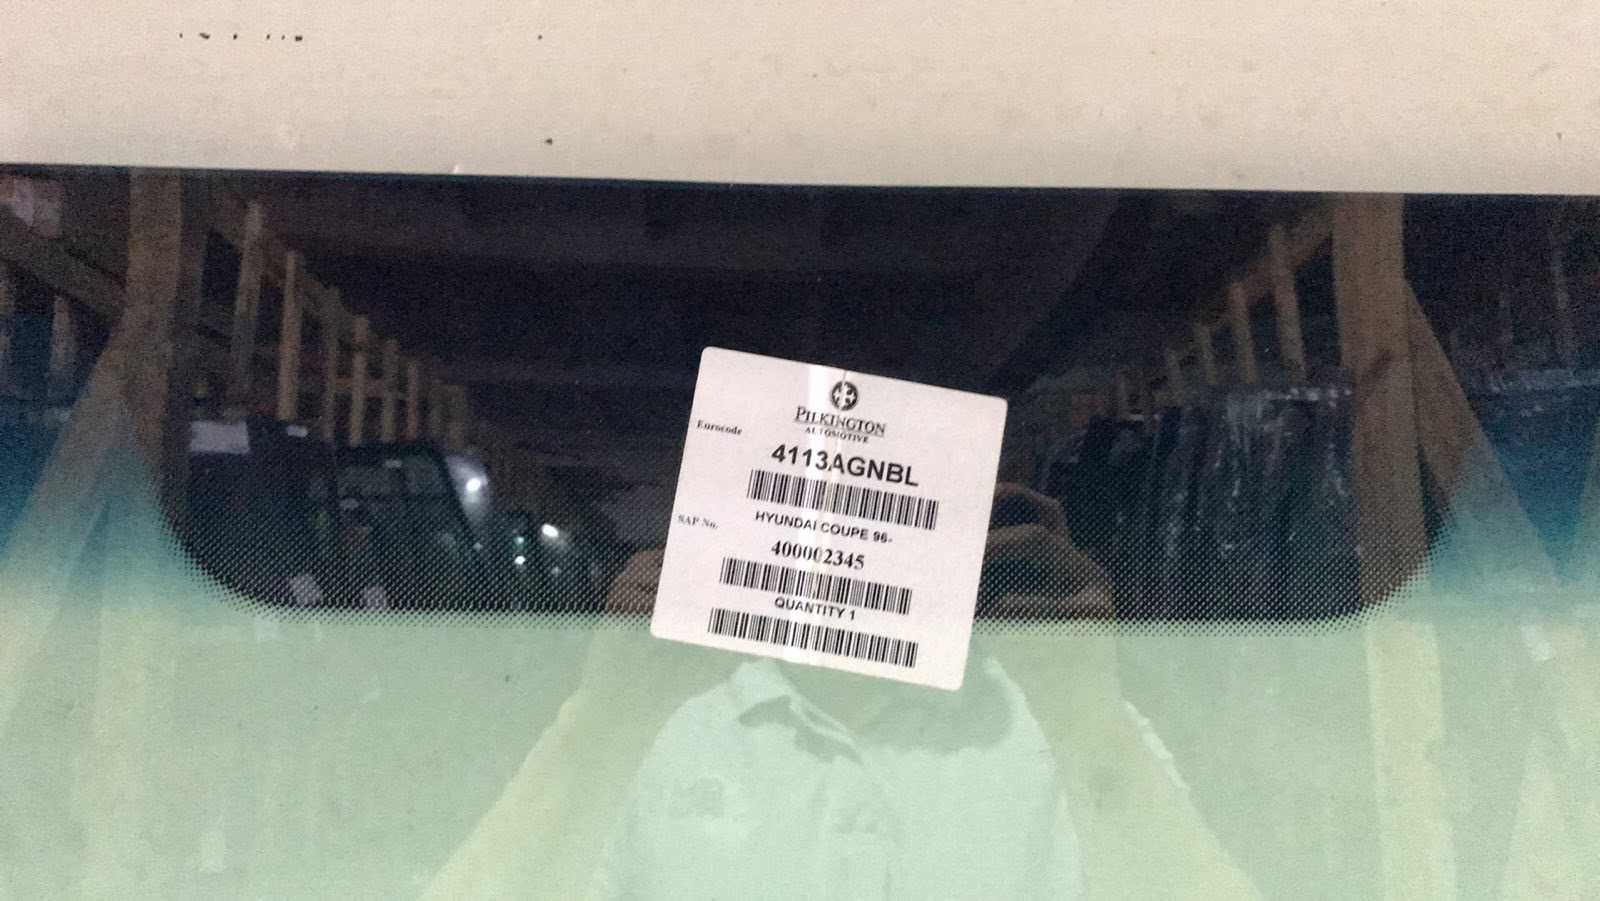 PILKINGTON
AUTOMOTIVE
Eurocode
4113AGNBL
HYUNDAI COUPE 96-
SAP No.
400002345
QUANTITY 1